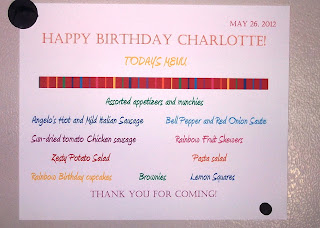 MAY 26, 2012
HAPPY BIRTHDAY CHARLOTTE!
TODAYS MENU
Assorted appetizers and munchies
Angelo's Hot and Mild Italian Sausage Bell Pepper and Red Onion Saute
Sun-dried tomato Chicken sausage Rainbow Fruit Skewers
Zesty Potato Salad Pasta salad
Rainbow Birthday cupcakes Brownies Lemon Squares
THANK YOU FOR COMING!